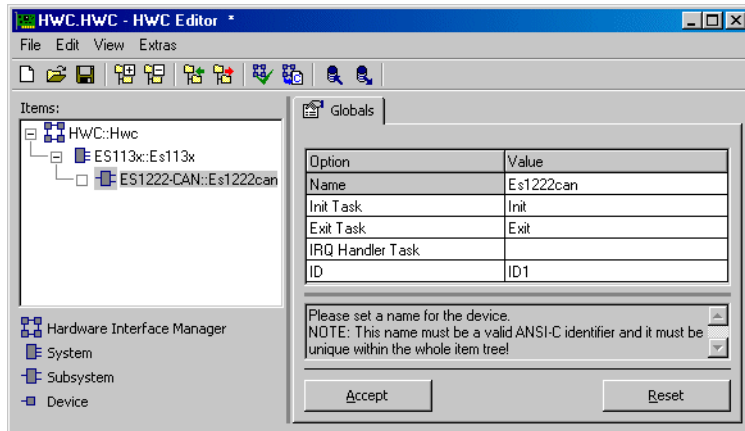 HWC.HWC - HWC Editor *
File Edit View Extras
Items:
HWC::Hwc
ES113x::Es113x
ES1222-CAN::Es1222can
Hardware Interface Manager
System
Subsystem
Device
Globals
Option Value
Name Es1222can
Init Task Init
Exit Task Exit
IRQ Handler Task
ID ID1
Please set a name for the device.
NOTE: This name must be a valid ANSI-C identifier and it must be
unique within the whole item tree!
Accept Reset